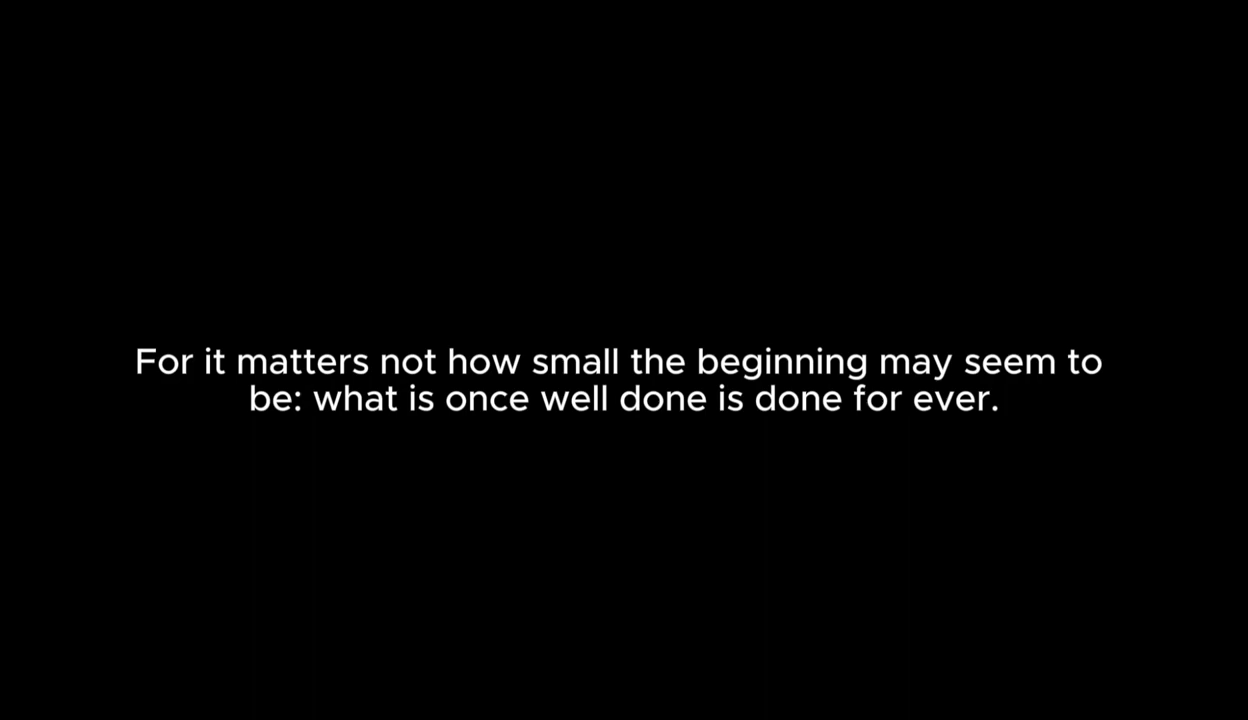 For it matters not how small the beginning may seem to
be: what is once well done is done for ever.